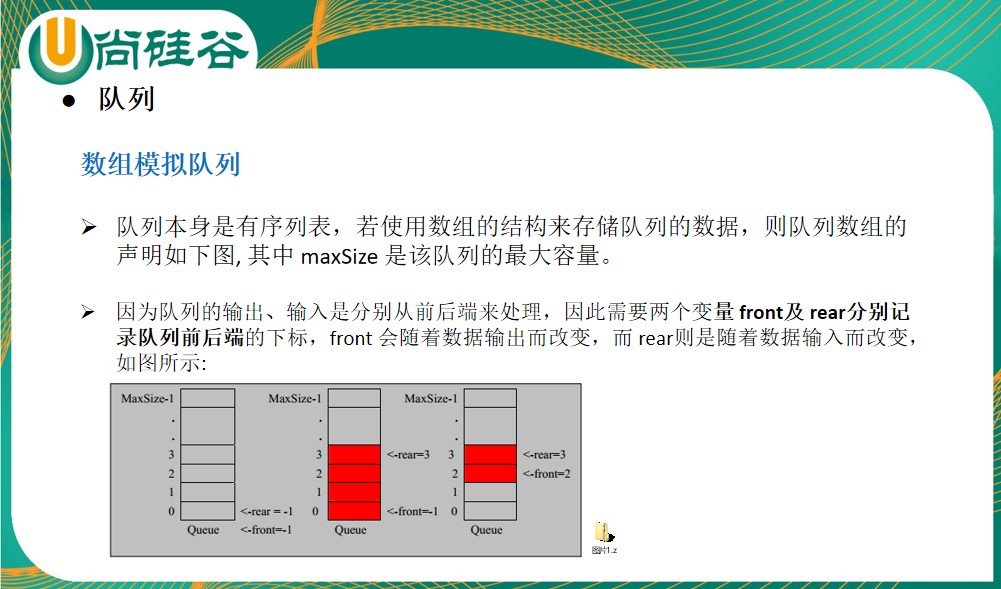 尚硅谷
● 队列
数组模拟队列
➢ 队列本身是有序列表，若使用数组的结构来存储队列的数据，则队列数组的
声明如下图, 其中 maxSize 是该队列的最大容量。
➢ 因为队列的输出、输入是分别从前后端来处理，因此需要两个变量 front及 rear分别记
录队列前后端的下标，front 会随着数据输出而改变，而 rear则是随着数据输入而改变，
如图所示:
MaxSize-1 MaxSize-1 MaxSize-1
. . .
. . .
3 3 <-rear=3 3 <-rear=3
2 2 2 <-front=2
1 1 1
0 <-rear = -1 0 <-front=-1 0
Queue <-front=-1 Queue Queue
图片1.z